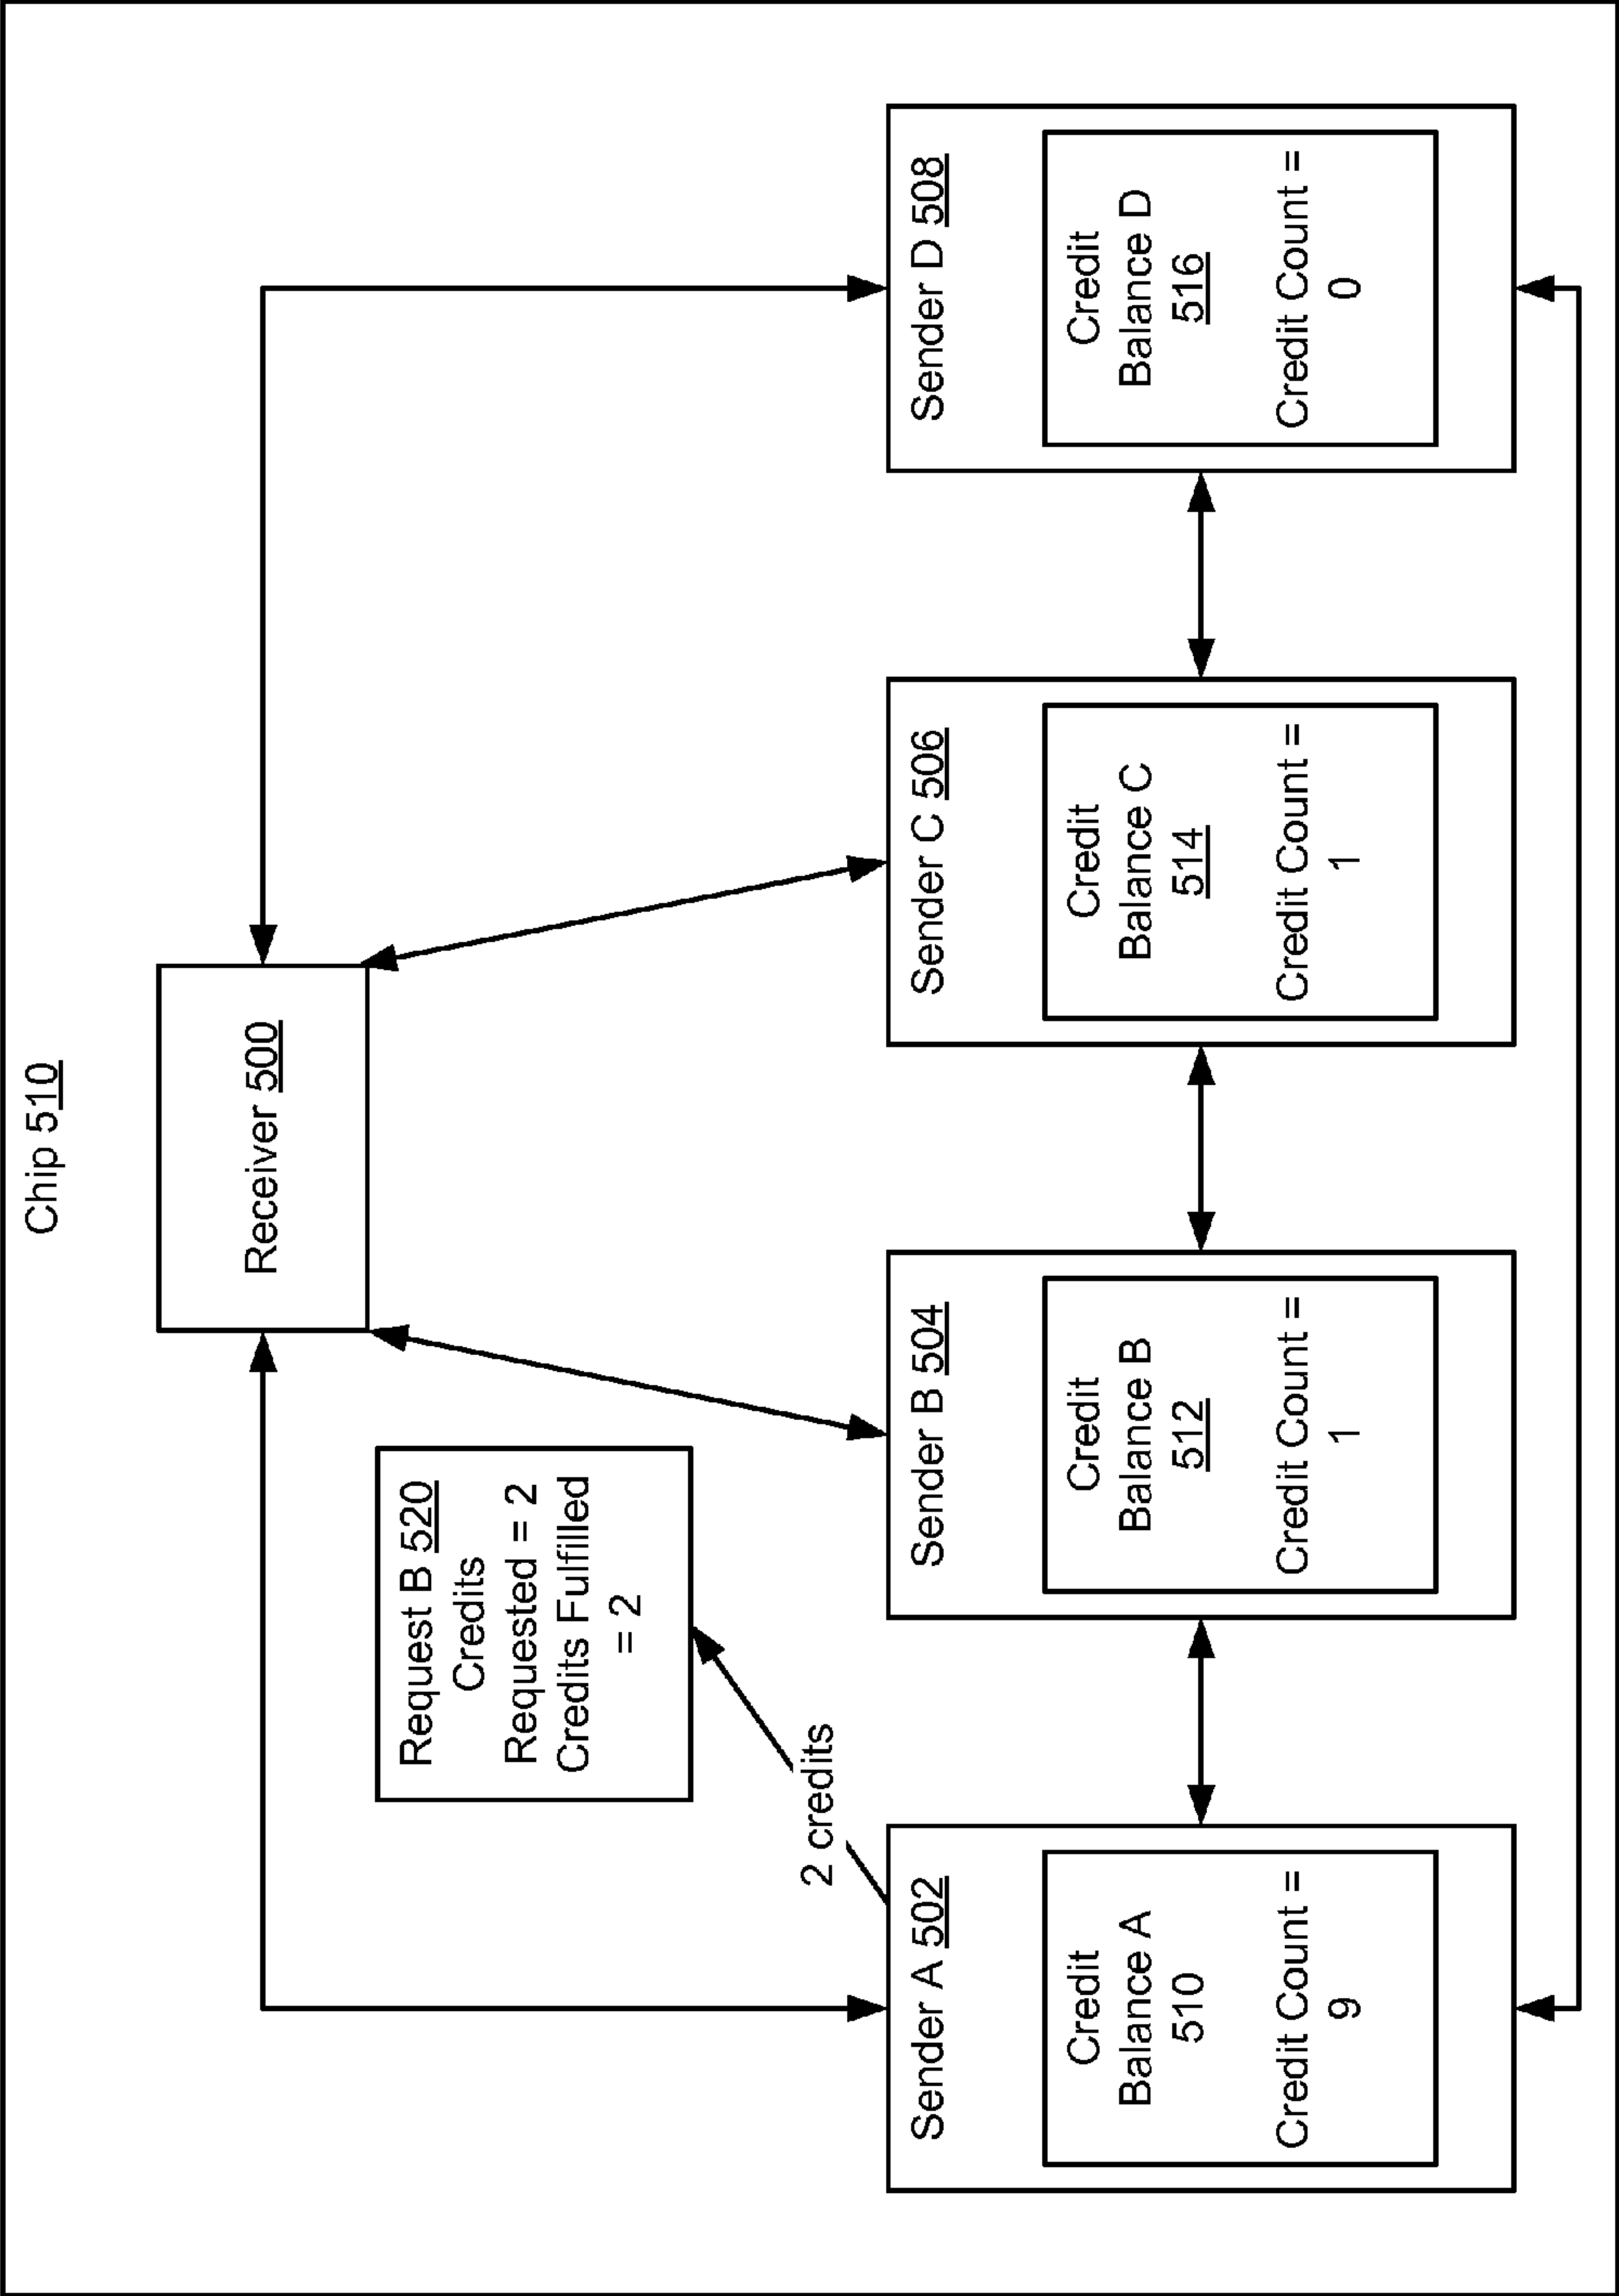 Chip 510
Receiver 500
Request B 520
Credits
Requested = 2
Credits Fulfilled
= 2
2 credits
Sender A 502
Credit
Balance A
510
Credit Count =
9
Sender B 504
Credit
Balance B
512
Credit Count =
1
Sender C 506
Credit
Balance C
514
Credit Count =
1
Sender D 508
Credit
Balance D
516
Credit Count =
0